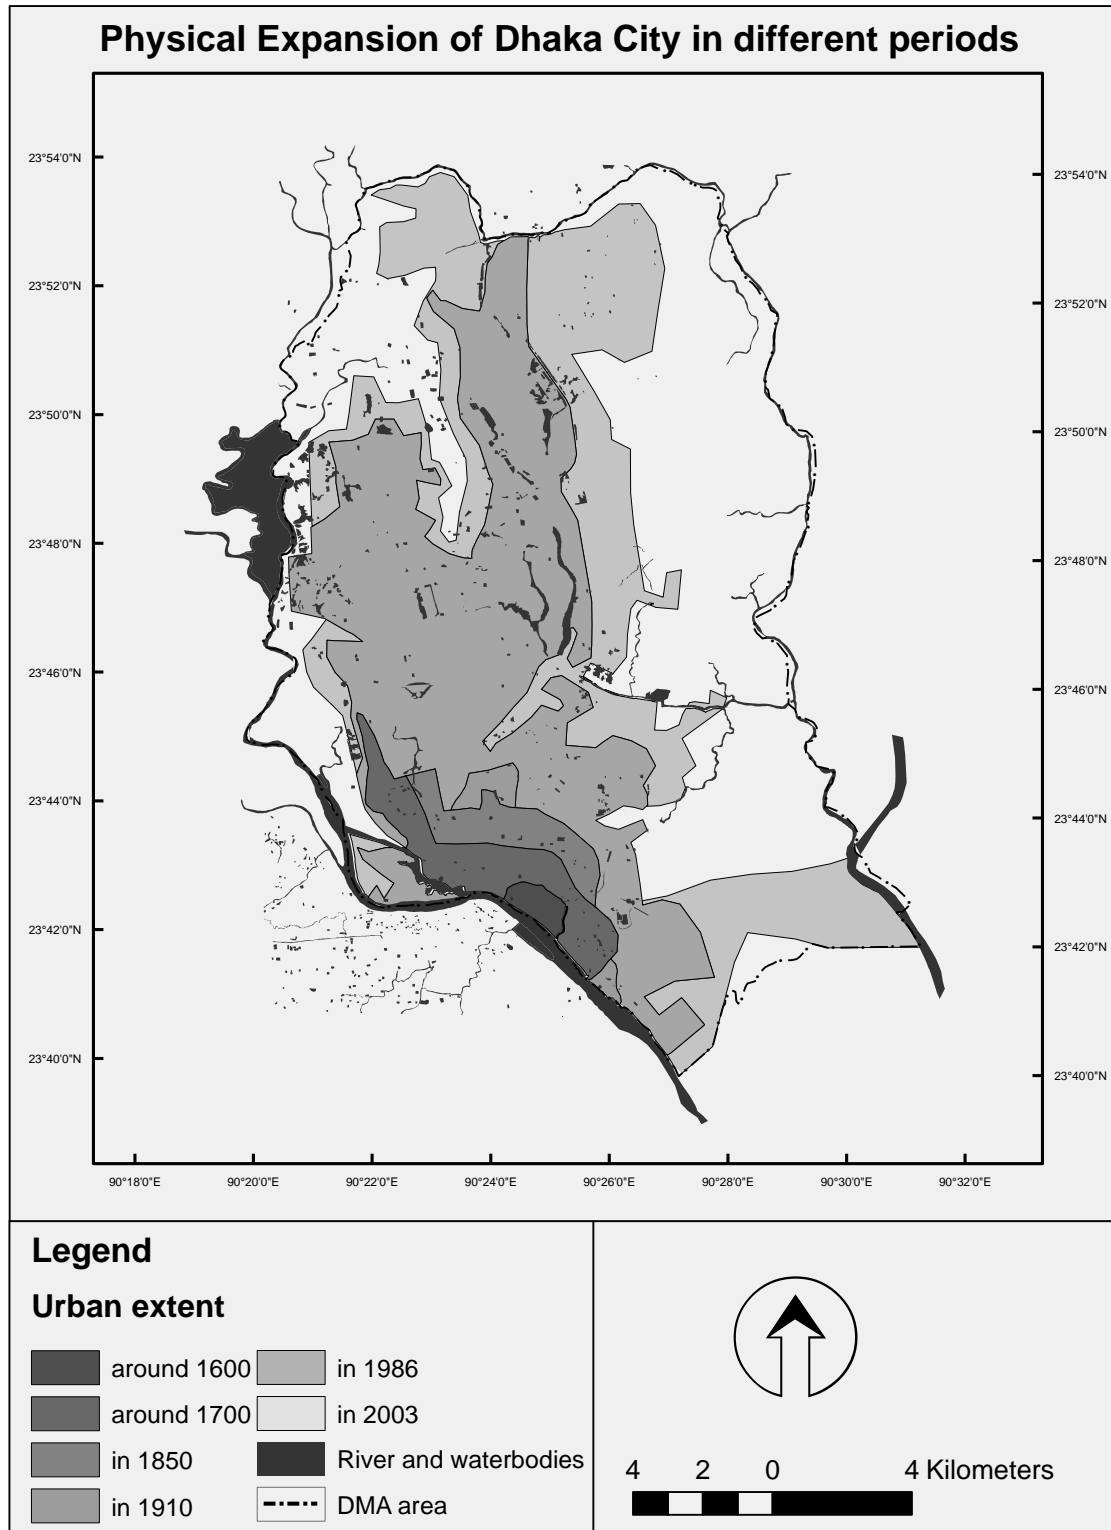 Physical Expansion of Dhaka City in different periods
23°54'0"N
23°54'0"N
23°52'0"N
23°52'0"N
23°50'0"N
23°50'0"N
23°48'0"N
23°48'0"N
23°46'0"N
23°46'0"N
23°44'0"N
23°44'0"N
23°42'0"N
23°42'0"N
23°40'0"N
23°40'0"N
90°18'0"E 90°20'0"E 90°22'0"E 90°24'0"E 90°26'0"E 90°28'0"E 90°30'0"E 90°32'0"E
Legend
Urban extent
around 1600
around 1700
in 1850
in 1910
in 1986
in 2003
River and waterbodies
DMA area
4 2 0 4 Kilometers